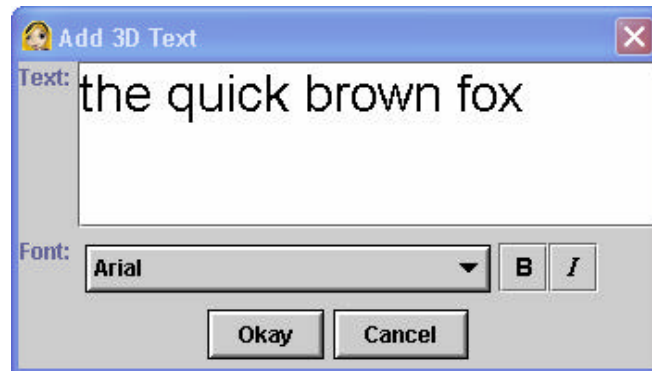 Add 3D Text
Text:
the quick brown fox
Font:
Arial
B I
Okay Cancel